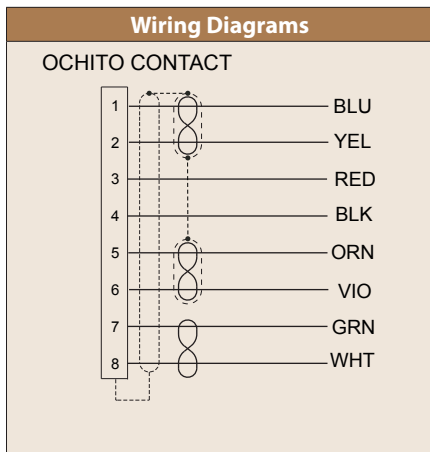 Wiring Diagrams
OCHITO CONTACT
1 BLU
2 YEL
3 RED
4 BLK
5 ORN
6 VIO
7 GRN
8 WHT